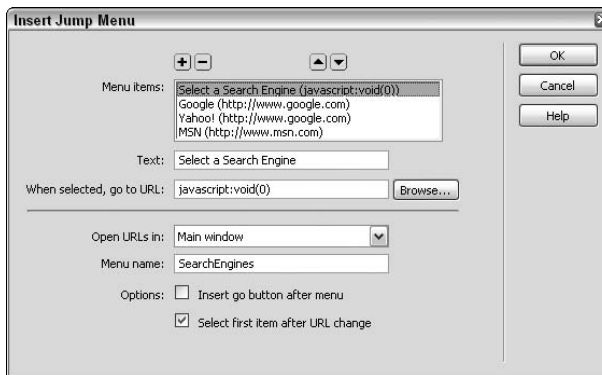 Insert Jump Menu
OK
Cancel
Help
Menu items:
Select a Search Engine (javascript:void(0))
Google (http://www.google.com)
Yahoo! (http://www.google.com)
MSN (http://www.msn.com)
Text: Select a Search Engine
When selected, go to URL: javascript:void(0) Browse...
Open URLs in: Main window
Menu name: SearchEngines
Options: Insert go button after menu
Select first item after URL change